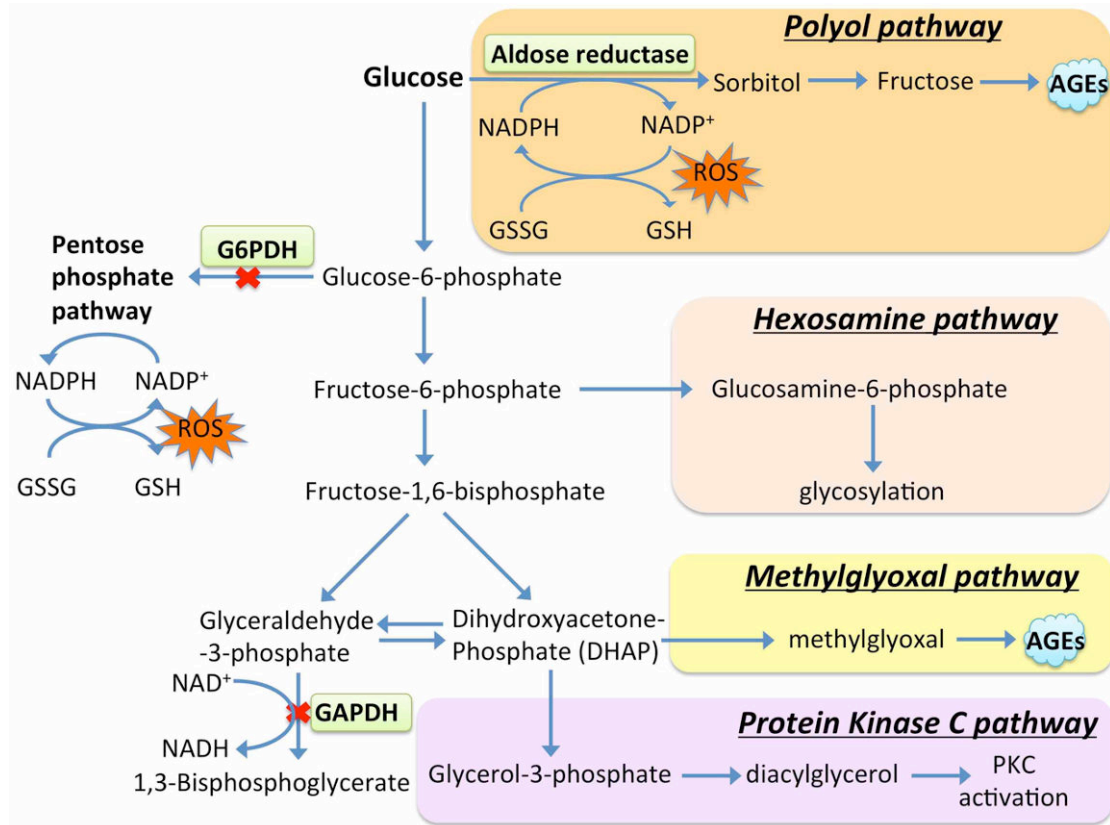 Polyol pathway
Aldose reductase
Glucose
Sorbitol
Fructose
AGEs
NADPH
NADP+
ROS
GSSG
GSH
Pentose
phosphate
pathway
G6PDH
Glucose-6-phosphate
Hexosamine pathway
NADPH
NADP+
Fructose-6-phosphate
Glucosamine-6-phosphate
ROS
GSSG
GSH
Fructose-1,6-bisphosphate
glycosylation
Methylglyoxal pathway
Glyceraldehyde
-3-phosphate
Dihydroxyacetone-
Phosphate (DHAP)
methylglyoxal
AGEs
NAD+
GAPDH
NADH
1,3-Bisphosphoglycerate
Protein Kinase C pathway
Glycerol-3-phosphate
diacylglycerol
PKC
activation